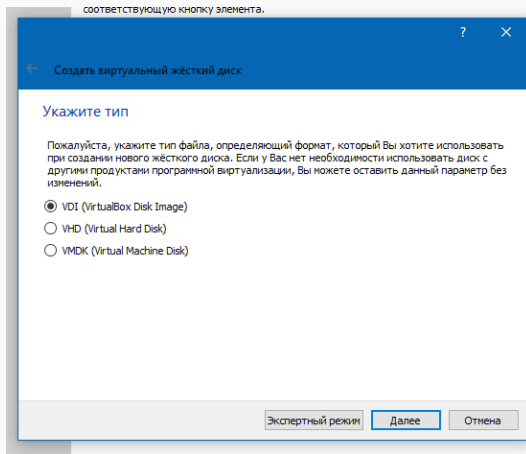 соответствующую кнопку элемента.
?
Создать виртуальный жёсткий диск
Укажите тип
Пожалуйста, укажите тип файла, определяющий формат, который Вы хотите использовать
при создании нового жёсткого диска. Если у Вас нет необходимости использовать диск с
другими продуктами программной виртуализации, Вы можете оставить данный параметр без
изменений.
VDI (VirtualBox Disk Image)
VHD (Virtual Hard Disk)
VMDK (Virtual Machine Disk)
Экспертный режим Далее Отмена